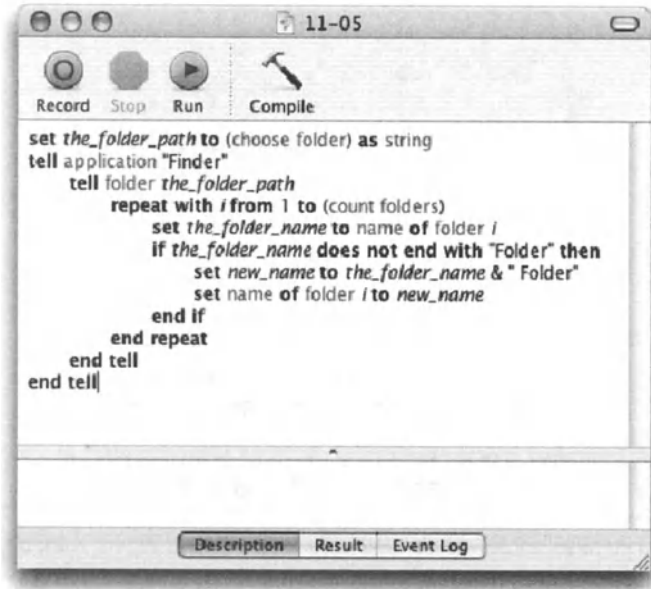 11-05
Record Stop Run Compile
set the_folder_path to (choose folder) as string
tell application "Finder"
tell folder the_folder_path
repeat with i from 1 to (count folders)
set the_folder_name to name of folder i
if the_folder_name does not end with "Folder" then
set new_name to the_folder_name & " Folder"
set name of folder i to new_name
end if
end repeat
end tell
end tell
Description Result Event Log